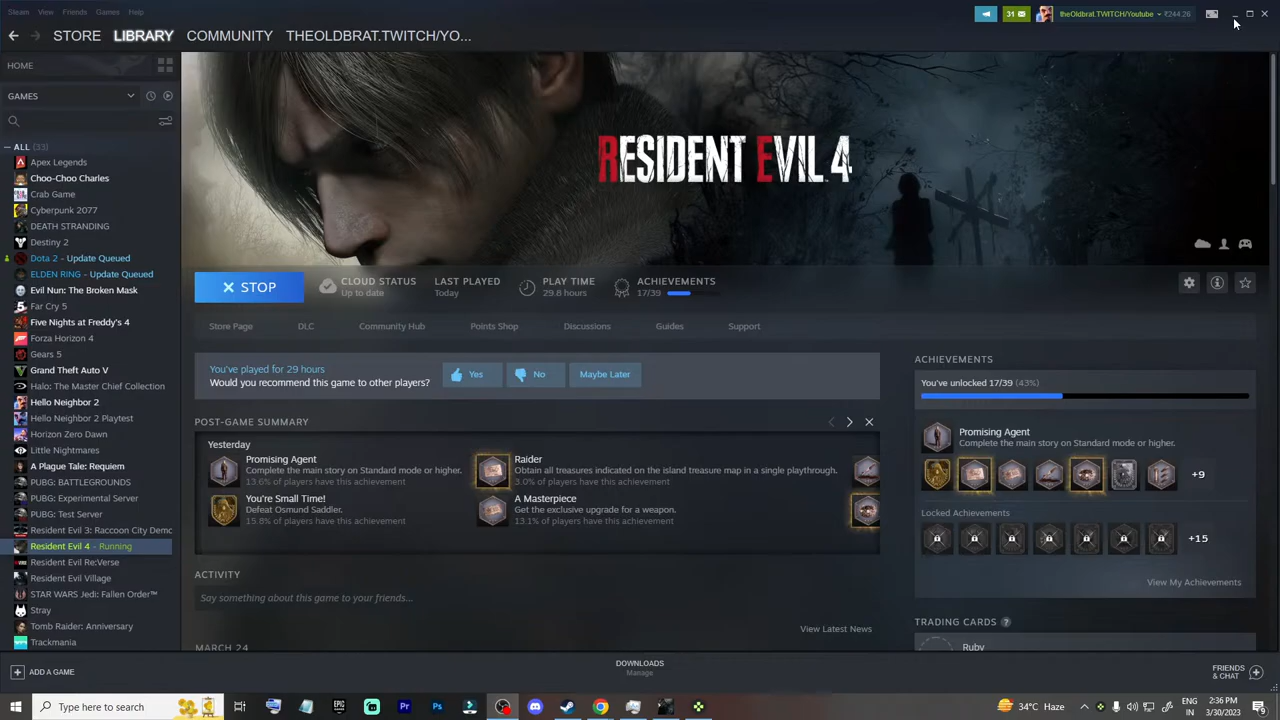 Steam View Friends Games Help
31
theOldbrat.TWITCH/Youtube ₹244.26
STORE LIBRARY COMMUNITY THEOLDBRAT.TWITCH/YO...
HOME
GAMES
ALL (33)
Apex Legends
Choo-Choo Charles
Crab Game
Cyberpunk 2077
DEATH STRANDING
Destiny 2
Dota 2 - Update Queued
ELDEN RING - Update Queued
Evil Nun: The Broken Mask
Far Cry 5
Five Nights at Freddy's 4
Forza Horizon 4
Gears 5
Grand Theft Auto V
Halo: The Master Chief Collection
Hello Neighbor 2
Hello Neighbor 2 Playtest
Horizon Zero Dawn
Little Nightmares
A Plague Tale: Requiem
PUBG: BATTLEGROUNDS
PUBG: Experimental Server
PUBG: Test Server
Resident Evil 3: Raccoon City Demo
Resident Evil 4 - Running
Resident Evil Re:Verse
Resident Evil Village
STAR WARS Jedi: Fallen Order™
Stray
Tomb Raider: Anniversary
Trackmania
RESIDENT EVIL 4
STOP
CLOUD STATUS
Up to date
LAST PLAYED
Today
PLAY TIME
29.8 hours
ACHIEVEMENTS
17/39
Store Page DLC Community Hub Points Shop Discussions Guides Support
You've played for 29 hours
Would you recommend this game to other players?
Yes No Maybe Later
POST-GAME SUMMARY
Yesterday
Promising Agent
Complete the main story on Standard mode or higher.
13.6% of players have this achievement
Raider
Obtain all treasures indicated on the island treasure map in a single playthrough.
3.0% of players have this achievement
You're Small Time!
Defeat Osmund Saddler.
15.8% of players have this achievement
A Masterpiece
Get the exclusive upgrade for a weapon.
13.1% of players have this achievement
ACTIVITY
Say something about this game to your friends...
View Latest News
MARCH 24
ACHIEVEMENTS
You've unlocked 17/39 (43%)
Promising Agent
Complete the main story on Standard mode or higher.
+9
Locked Achievements
+15
View My Achievements
TRADING CARDS ?
Ruby
ADD A GAME
DOWNLOADS
Manage
FRIENDS
& CHAT
Type here to search
EPIC
Pr
Ps
34°C Haze
ENG
IN
2:36 PM
3/30/2023